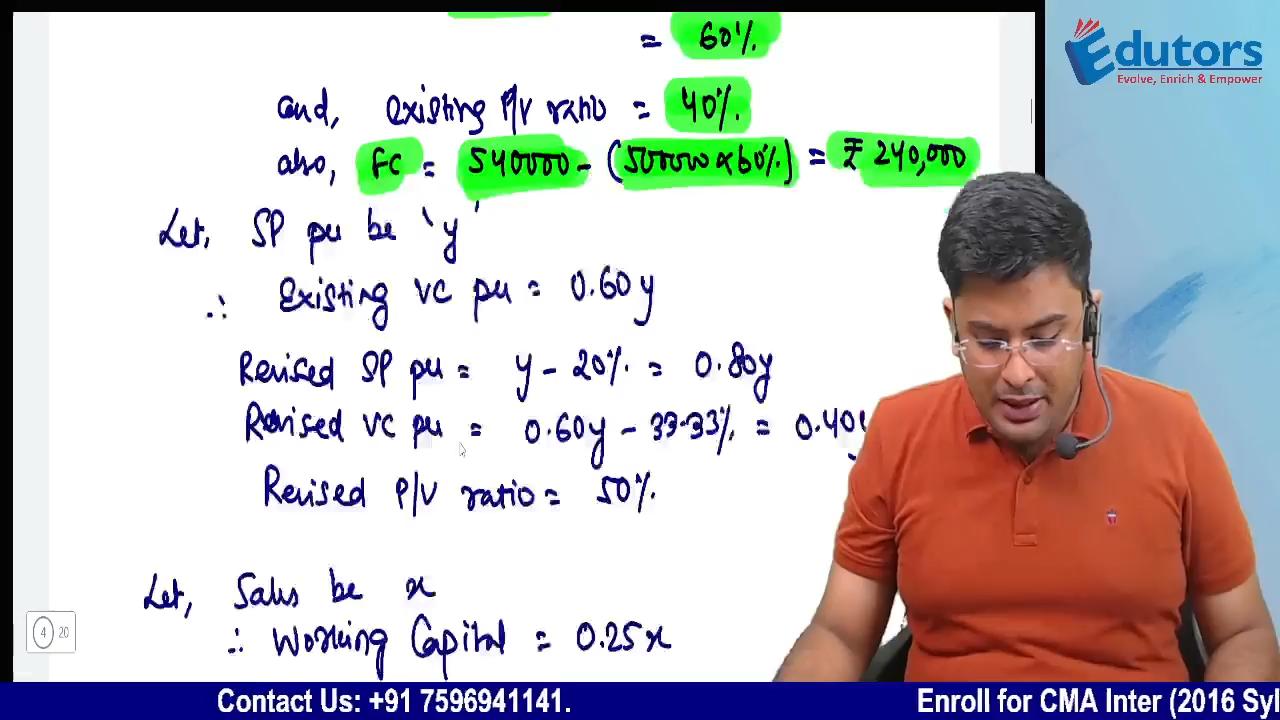 = 60%
and, existing P/V ratio = 40%
also, FC = 540000 - (500000 x 60%) = ₹ 240,000
Let, SP pu be 'y'
∴ Existing VC pu = 0.60y
Revised SP pu = y - 20% = 0.80y
Revised VC pu = 0.60y - 33.33% = 0.40y
Revised P/V ratio = 50%
Let, Sales be x
∴ Working Capital = 0.25x
4 20
Edutors
Evolve, Enrich & Empower
Contact Us: +91 7596941141.
Enroll for CMA Inter (2016 Syl